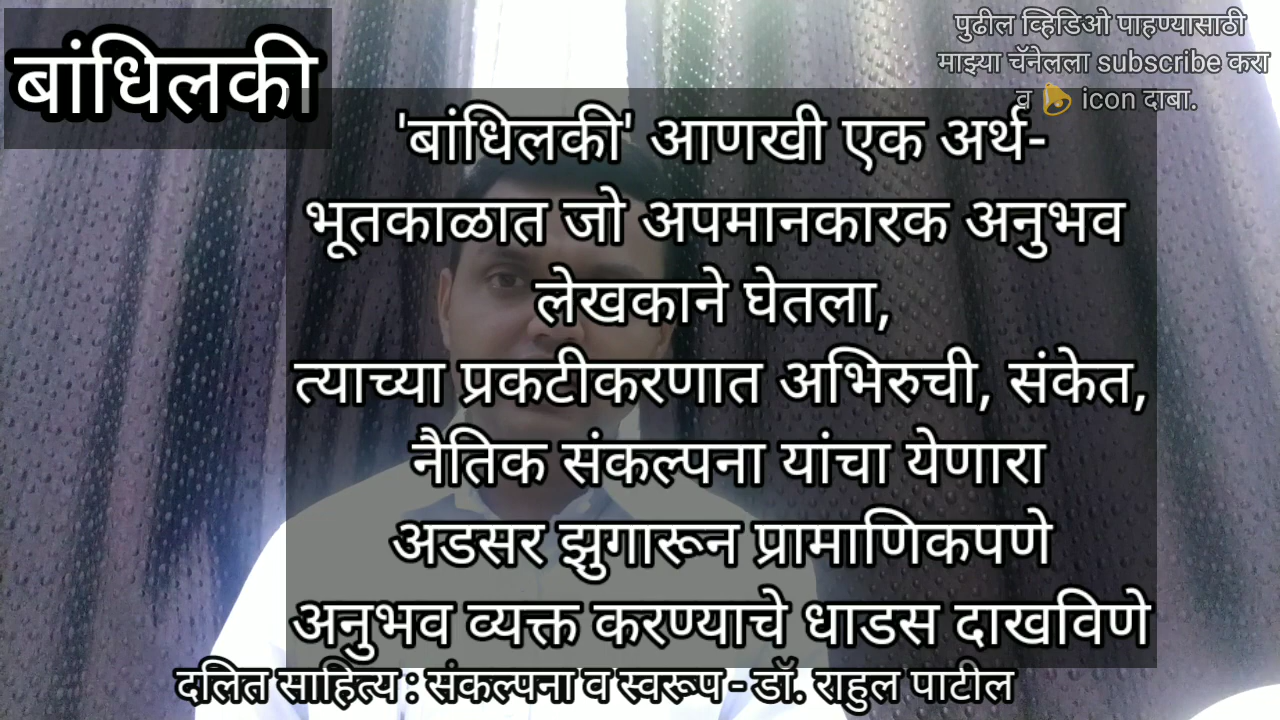 बांधिलकी
पुढील व्हिडिओ पाहण्यासाठी
माझ्या चॅनेलला subscribe करा
व 🔔 icon दाबा.
'बांधिलकी' आणखी एक अर्थ-
भूतकाळात जो अपमानकारक अनुभव
लेखकाने घेतला,
त्याच्या प्रकटीकरणात अभिरुची, संकेत,
नैतिक संकल्पना यांचा येणारा
अडसर झुगारून प्रामाणिकपणे
अनुभव व्यक्त करण्याचे धाडस दाखविणे
दलित साहित्य : संकल्पना व स्वरूप - डॉ. राहुल पाटील